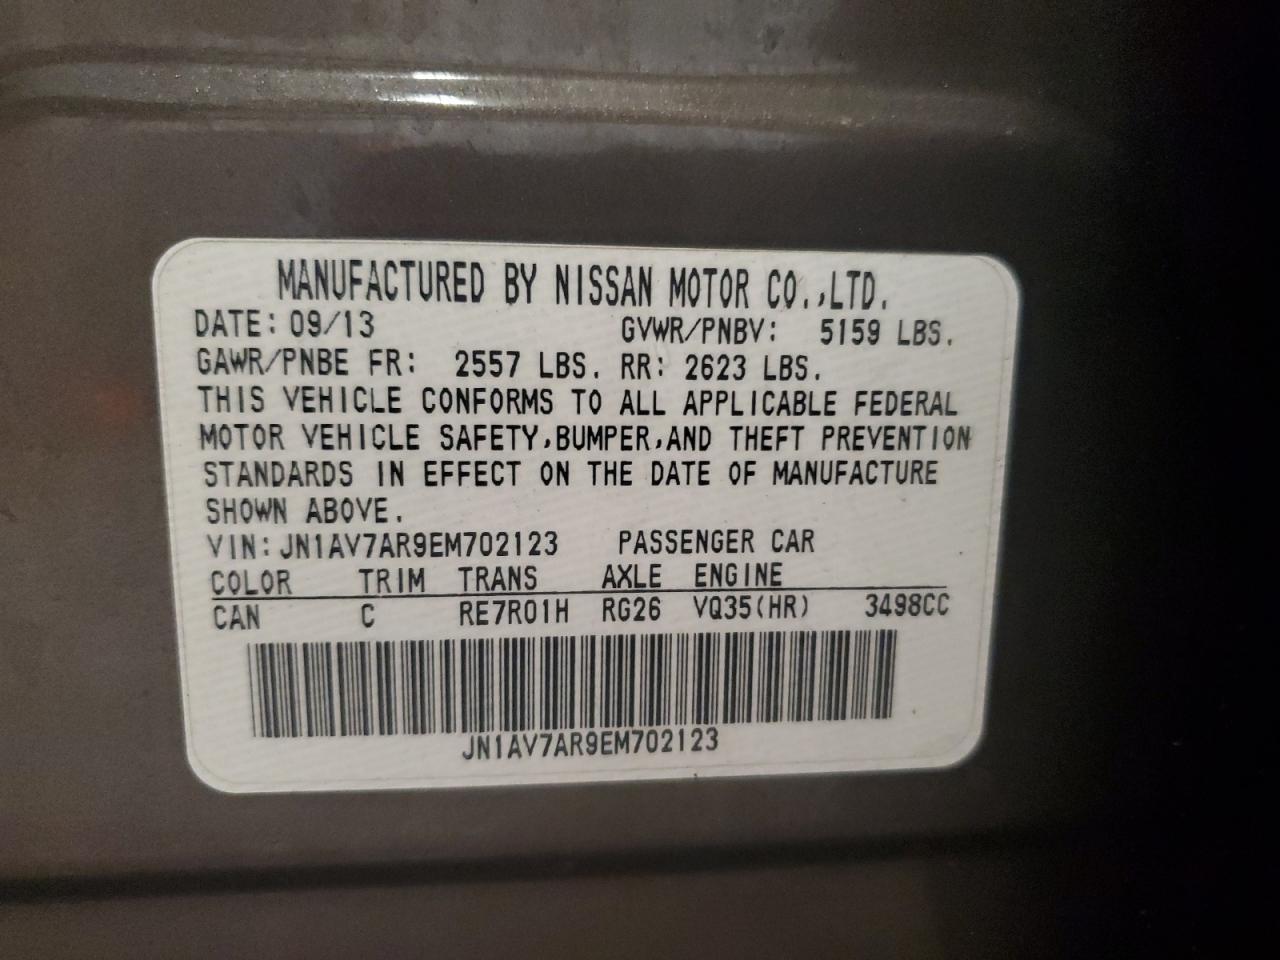 MANUFACTURED BY NISSAN MOTOR CO.,LTD.
DATE: 09/13 GVWR/PNBV: 5159 LBS.
GAWR/PNBE FR: 2557 LBS. RR: 2623 LBS.
THIS VEHICLE CONFORMS TO ALL APPLICABLE FEDERAL
MOTOR VEHICLE SAFETY,BUMPER,AND THEFT PREVENTION
STANDARDS IN EFFECT ON THE DATE OF MANUFACTURE
SHOWN ABOVE.
VIN: JN1AV7AR9EM702123 PASSENGER CAR
COLOR TRIM TRANS AXLE ENGINE
CAN C RE7R01H RG26 VQ35(HR) 3498CC
JN1AV7AR9EM702123